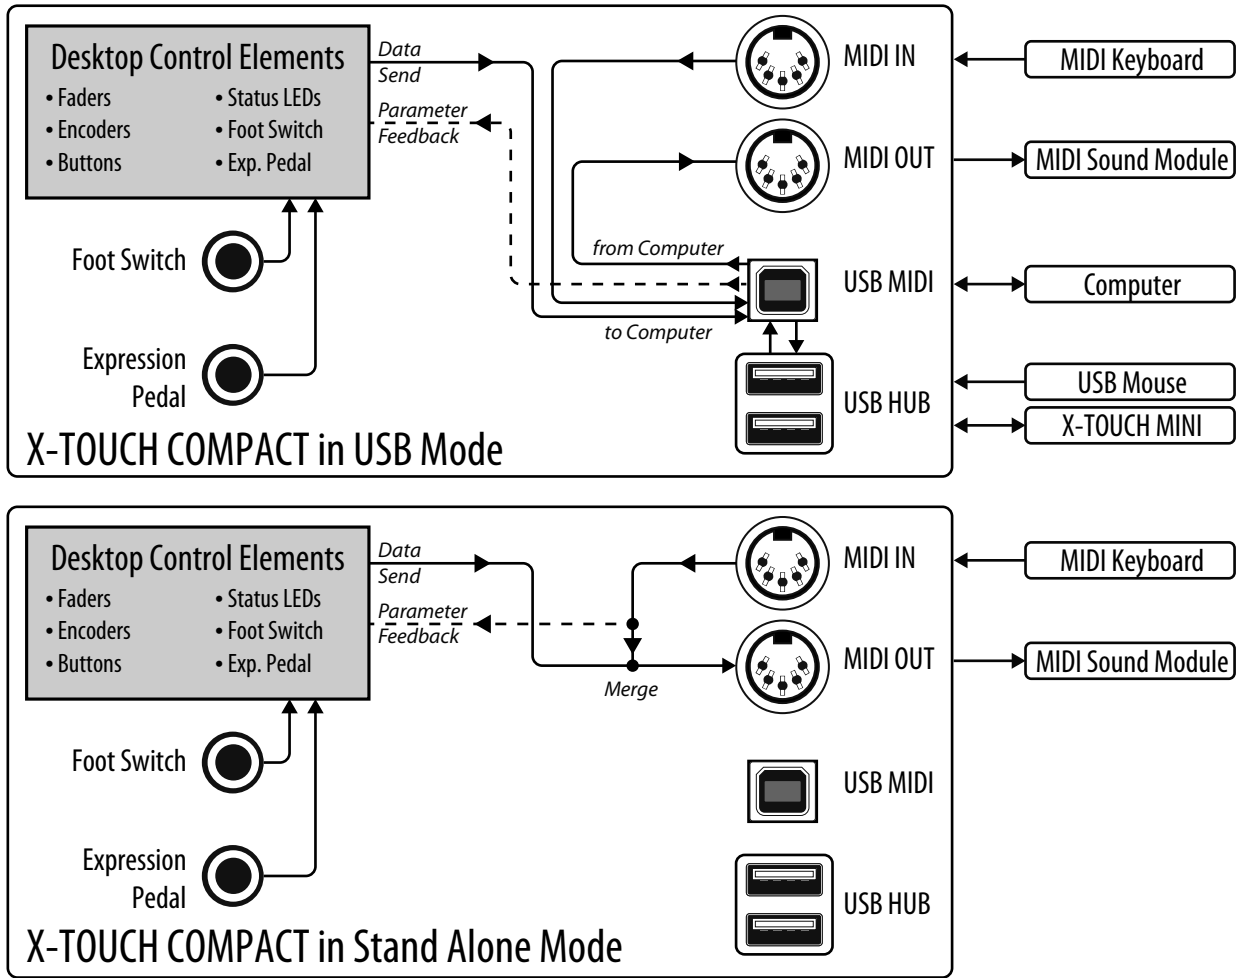 Desktop Control Elements
• Faders
• Encoders
• Buttons
• Status LEDs
• Foot Switch
• Exp. Pedal
Data
Send
Parameter
Feedback
MIDI IN
MIDI Keyboard
MIDI OUT
MIDI Sound Module
Foot Switch
from Computer
USB MIDI
Computer
to Computer
Expression
Pedal
USB HUB
USB Mouse
X-TOUCH MINI
X-TOUCH COMPACT in USB Mode
Desktop Control Elements
• Faders
• Encoders
• Buttons
• Status LEDs
• Foot Switch
• Exp. Pedal
Data
Send
Parameter
Feedback
MIDI IN
MIDI Keyboard
MIDI OUT
MIDI Sound Module
Merge
Foot Switch
USB MIDI
Expression
Pedal
USB HUB
X-TOUCH COMPACT in Stand Alone Mode